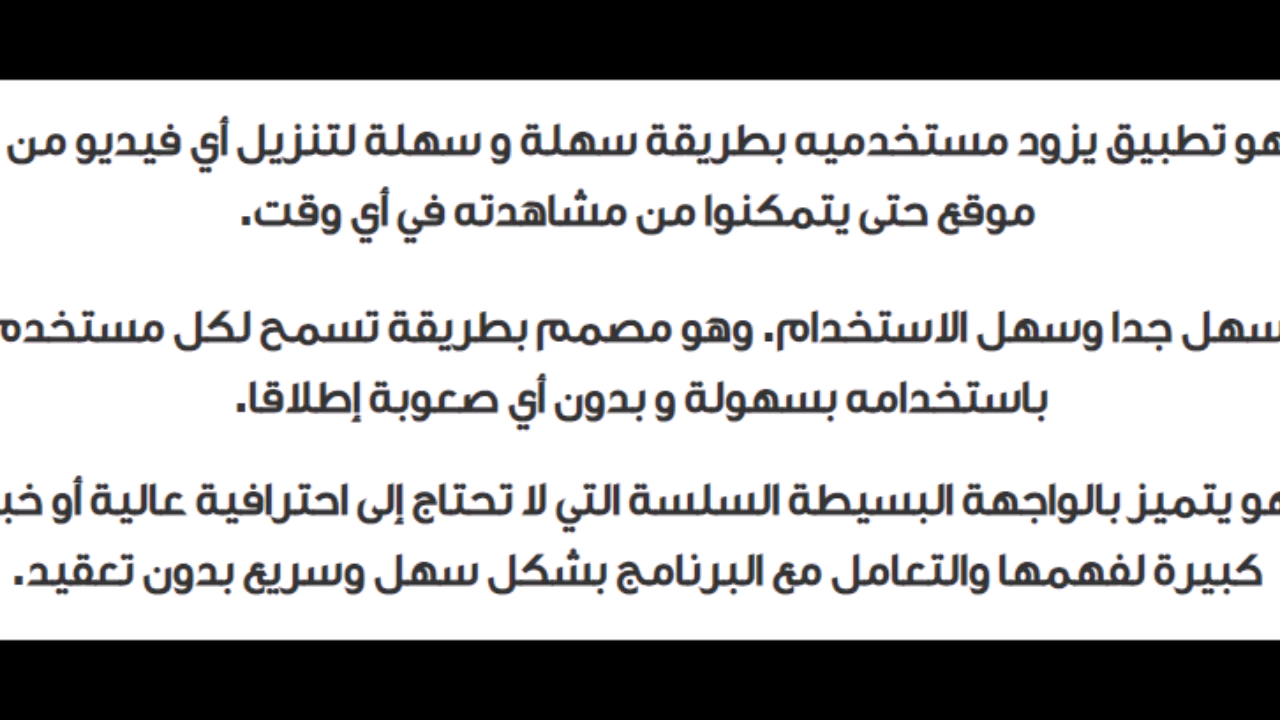 هو تطبيق يزود مستخدميه بطريقة سهلة و سهلة لتنزيل أي فيديو من
موقع حتى يتمكنوا من مشاهدته في أي وقت.
سهل جدا وسهل الاستخدام. وهو مصمم بطريقة تسمح لكل مستخدم
باستخدامه بسهولة و بدون أي صعوبة إطلاقا.
هو يتميز بالواجهة البسيطة السلسة التي لا تحتاج إلى احترافية عالية أو
كبيرة لفهمها والتعامل مع البرنامج بشكل سهل وسريع بدون تعقيد.